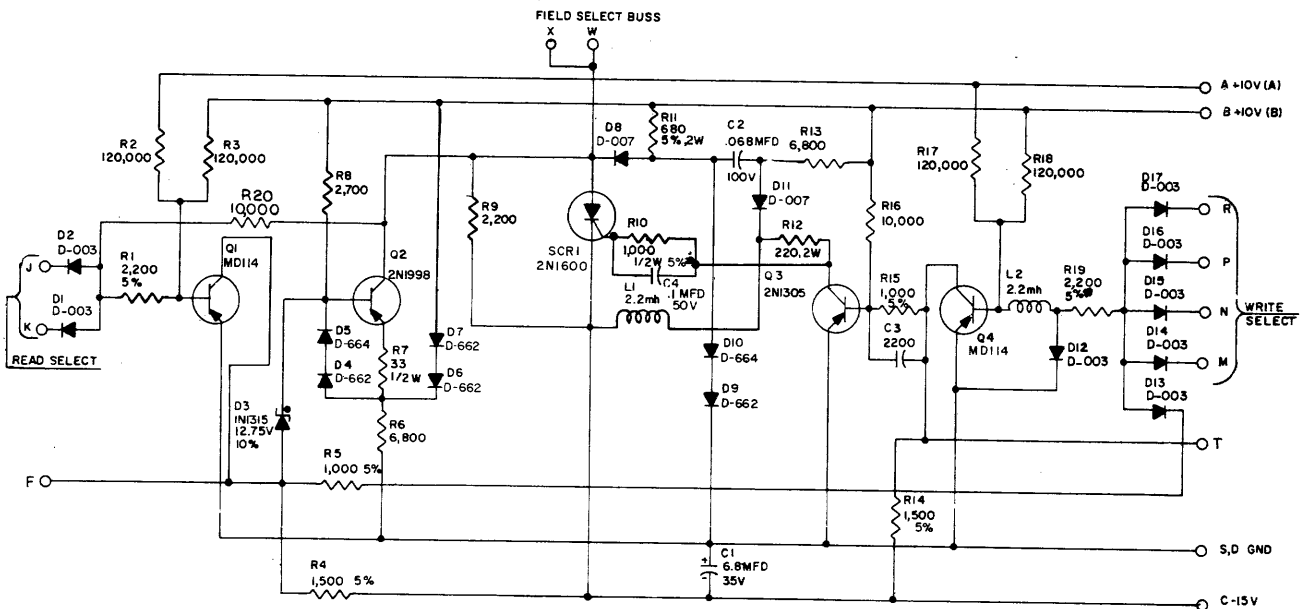 FIELD SELECT BUSS
X W
A +10V (A)
B +10V (B)
R2
120,000
R3
120,000
R8
2,700
R20
10,000
D2
D-003
J
R1
2,200
5%
D1
D-003
K
READ SELECT
Q1
MD114
Q2
2N1998
D8
D-007
R11
680
5%,2W
C2
.068MFD
100V
R13
6,800
R9
2,200
SCR1
2N1600
R10
1,000
1/2W 5%
C4
.1 MFD
50V
L1
2.2mh
D11
D-007
R12
220,2W
Q3
2N1305
R16
10,000
R15
1,000
5%
C3
2200
R17
120,000
R18
120,000
Q4
MD114
L2
2.2mh
R19
2,200
5%
D12
D-003
D17
D-003
R
D16
D-003
P
D15
D-003
N
D14
D-003
M
D13
D-003
WRITE
SELECT
D5
D-664
D4
D-662
R7
33
1/2W
D7
D-662
D6
D-662
D3
1N1315
12.75V
10%
R6
6,800
D10
D-664
D9
D-662
T
F
R5
1,000 5%
R14
1,500
5%
S,D GND
R4
1,500 5%
C1
6.8MFD
35V
+
-
C-15V